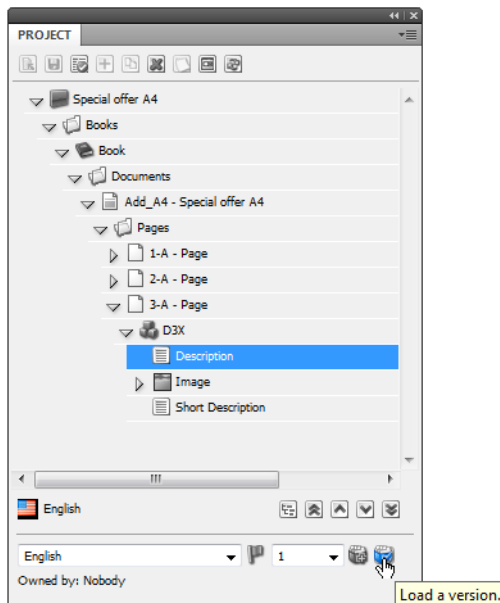 PROJECT
Special offer A4
Books
Book
Documents
Add_A4 - Special offer A4
Pages
1-A - Page
2-A - Page
3-A - Page
D3X
Description
Image
Short Description
English
English 1
Owned by: Nobody
Load a version.